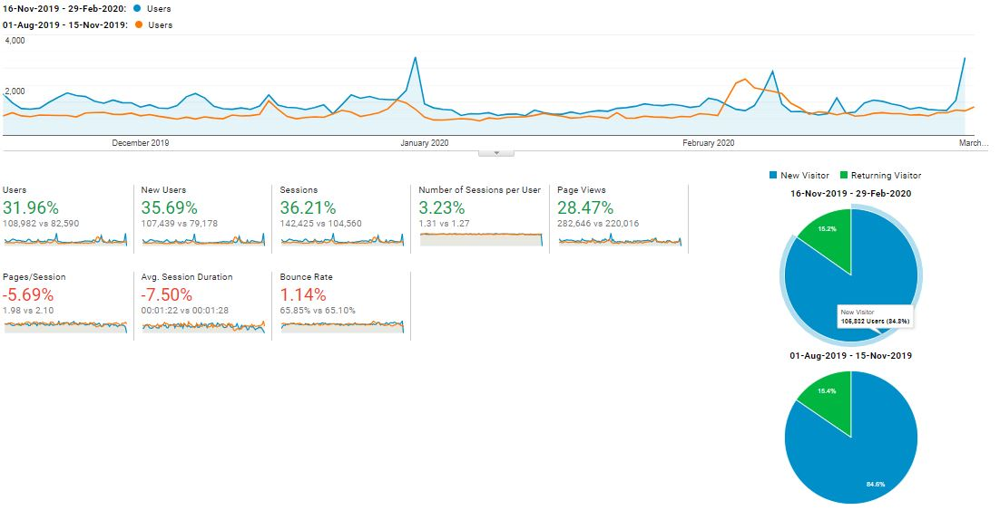 16-Nov-2019 - 29-Feb-2020: Users
01-Aug-2019 - 15-Nov-2019: Users
4,000
2,000
December 2019
January 2020
February 2020
March...
Users
31.96%
108,982 vs 82,590
New Users
35.69%
107,439 vs 79,178
Sessions
36.21%
142,425 vs 104,560
Number of Sessions per User
3.23%
1.31 vs 1.27
Page Views
28.47%
282,646 vs 220,016
Pages/Session
-5.69%
1.98 vs 2.10
Avg. Session Duration
-7.50%
00:01:22 vs 00:01:28
Bounce Rate
1.14%
65.85% vs 65.10%
New Visitor Returning Visitor
16-Nov-2019 - 29-Feb-2020
15.2%
New Visitor
106,832 Users (84.8%)
01-Aug-2019 - 15-Nov-2019
15.4%
84.6%